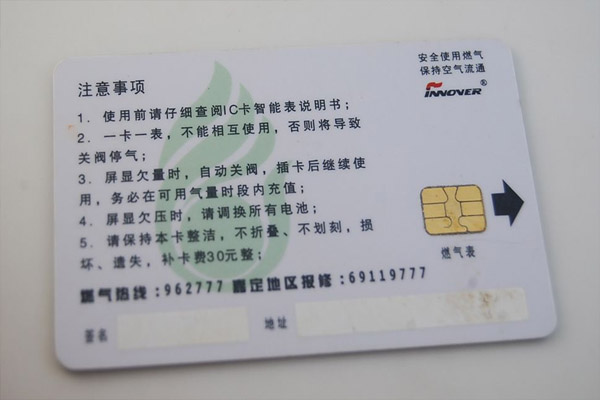 安全使用燃气
保持空气流通
INNOVER®
注意事项
1. 使用前请仔细查阅IC卡智能表说明书；
2. 一卡一表，不能相互使用，否则将导致
关阀停气；
3. 屏显欠量时，自动关阀，插卡后继续使
用，务必在可用气量时段内充值；
4. 屏显欠压时，请调换所有电池；
5. 请保持本卡整洁，不折叠、不划刻，损
坏、遗失，补卡费30元整；
燃气表
燃气热线：962777 嘉定地区报修：69119777
签名 地址